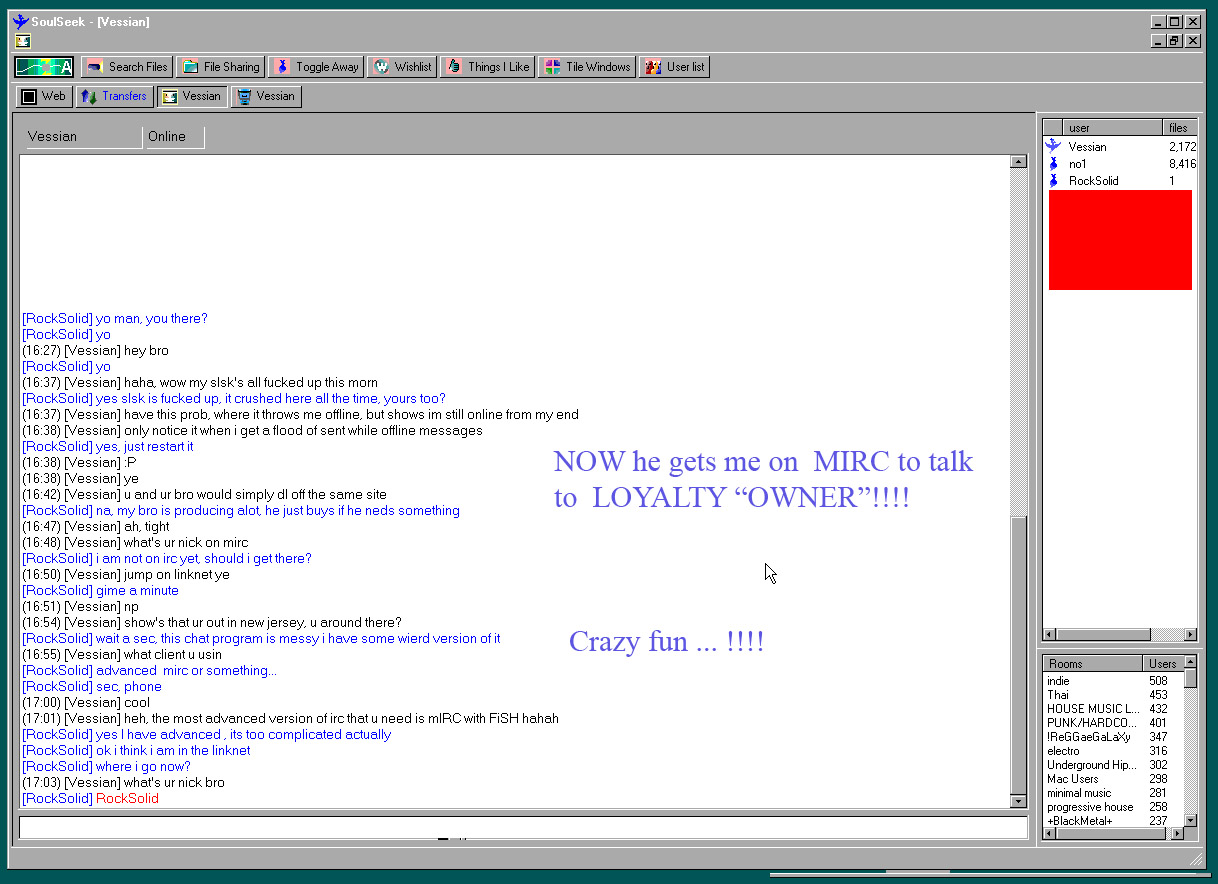 SoulSeek - [Vessian]
A Search Files File Sharing Toggle Away Wishlist Things I Like Tile Windows User list
Web Transfers Vessian Vessian
Vessian Online
[RockSolid] yo man, you there?
[RockSolid] yo
(16:27) [Vessian] hey bro
[RockSolid] yo
(16:37) [Vessian] haha, wow my slsk's all fucked up this morn
[RockSolid] yes slsk is fucked up, it crushed here all the time, yours too?
(16:37) [Vessian] have this prob, where it throws me offline, but shows im still online from my end
(16:38) [Vessian] only notice it when i get a flood of sent while offline messages
[RockSolid] yes, just restart it
(16:38) [Vessian] :P
(16:38) [Vessian] ye
(16:42) [Vessian] u and ur bro would simply dl off the same site
[RockSolid] na, my bro is producing alot, he just buys if he neds something
(16:47) [Vessian] ah, tight
(16:48) [Vessian] what's ur nick on mirc
[RockSolid] i am not on irc yet, should i get there?
(16:50) [Vessian] jump on linknet ye
[RockSolid] gime a minute
(16:51) [Vessian] np
(16:54) [Vessian] show's that ur out in new jersey, u around there?
[RockSolid] wait a sec, this chat program is messy i have some wierd version of it
(16:55) [Vessian] what client u usin
[RockSolid] advanced  mirc or something...
[RockSolid] sec, phone
(17:00) [Vessian] cool
(17:01) [Vessian] heh, the most advanced version of irc that u need is mIRC with FiSH hahah
[RockSolid] yes I have advanced , its too complicated actually
[RockSolid] ok i think i am in the linknet
[RockSolid] where i go now?
(17:03) [Vessian] what's ur nick bro
[RockSolid] RockSolid
NOW he gets me on  MIRC to talk
to  LOYALTY “OWNER”!!!!
Crazy fun ... !!!!
user files
Vessian 2,172
no1 8,416
RockSolid 1
Rooms Users
indie 508
Thai 453
HOUSE MUSIC L... 432
PUNK/HARDCO... 401
!ReGGaeGaLaXy 347
electro 316
Underground Hip... 302
Mac Users 298
minimal music 281
progressive house 258
+BlackMetal+ 237